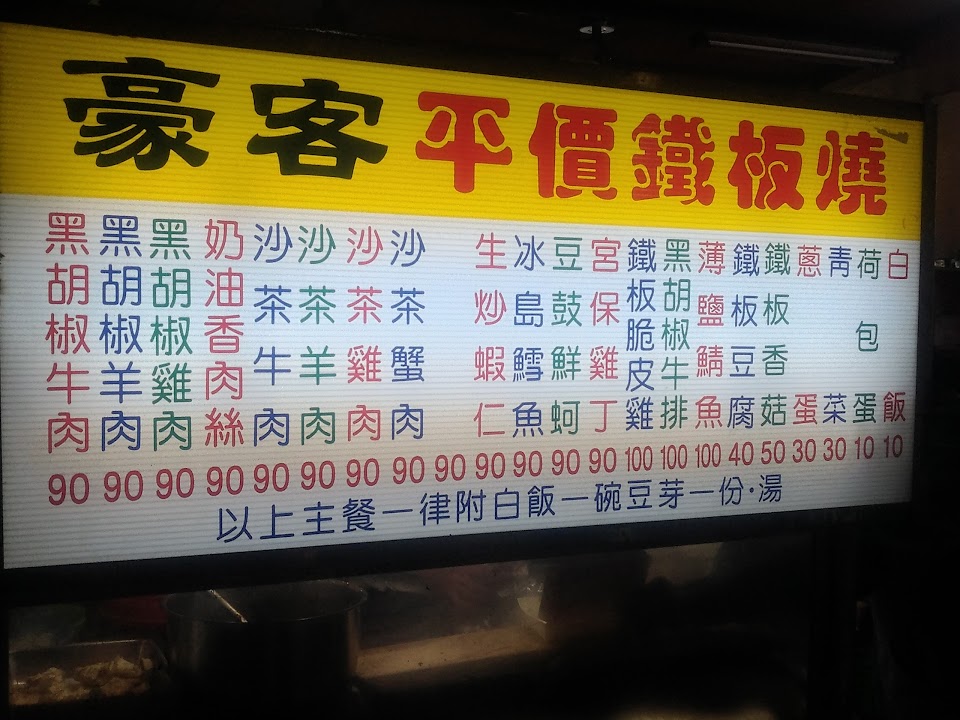 豪客平價鐵板燒
黑胡椒牛肉 90
黑胡椒羊肉 90
黑胡椒雞肉 90
奶油香肉絲 90
沙茶牛肉 90
沙茶羊肉 90
沙茶雞肉 90
沙茶蟹肉 90
90
生炒蝦仁 90
冰島鱈魚 90
豆鼓鮮蚵 90
宮保雞丁 90
鐵板脆皮雞 100
黑胡椒牛排 100
薄鹽鯖魚 100
鐵板豆腐 40
鐵板香菇 50
蔥蛋 30
青菜 30
荷包蛋 10
白飯 10
以上主餐一律附白飯一碗豆芽一份·湯